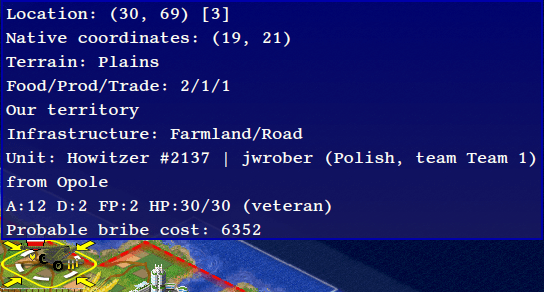 Location: (30, 69) [3]
Native coordinates: (19, 21)
Terrain: Plains
Food/Prod/Trade: 2/1/1
Our territory
Infrastructure: Farmland/Road
Unit: Howitzer #2137 | jwrober (Polish, team Team 1)
from Opole
A:12 D:2 FP:2 HP:30/30 (veteran)
Probable bribe cost: 6352